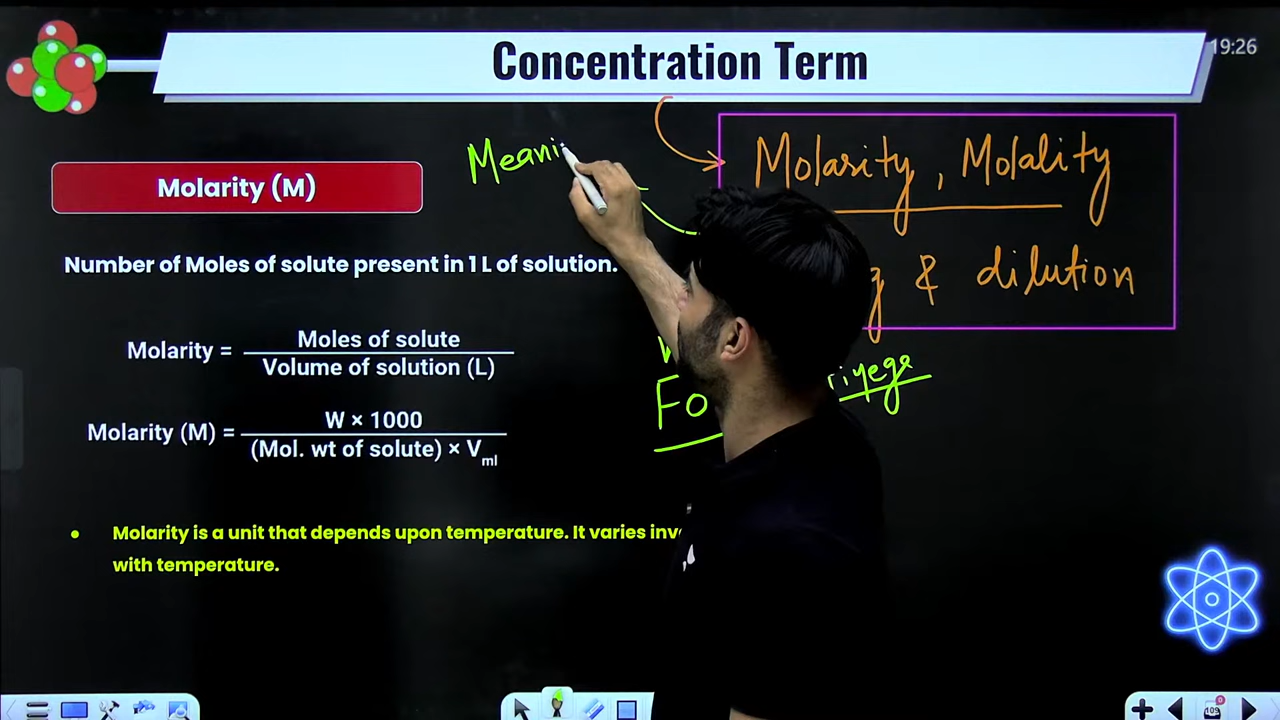 Concentration Term
19:26
Meani
Molarity, Molality
& dilution
Molarity (M)
Number of Moles of solute present in 1 L of solution.
Molarity = Moles of solute
Volume of solution (L)
Molarity (M) = W × 1000
(Mol. wt of solute) × Vml
Molarity is a unit that depends upon temperature. It varies
with temperature.
109
0